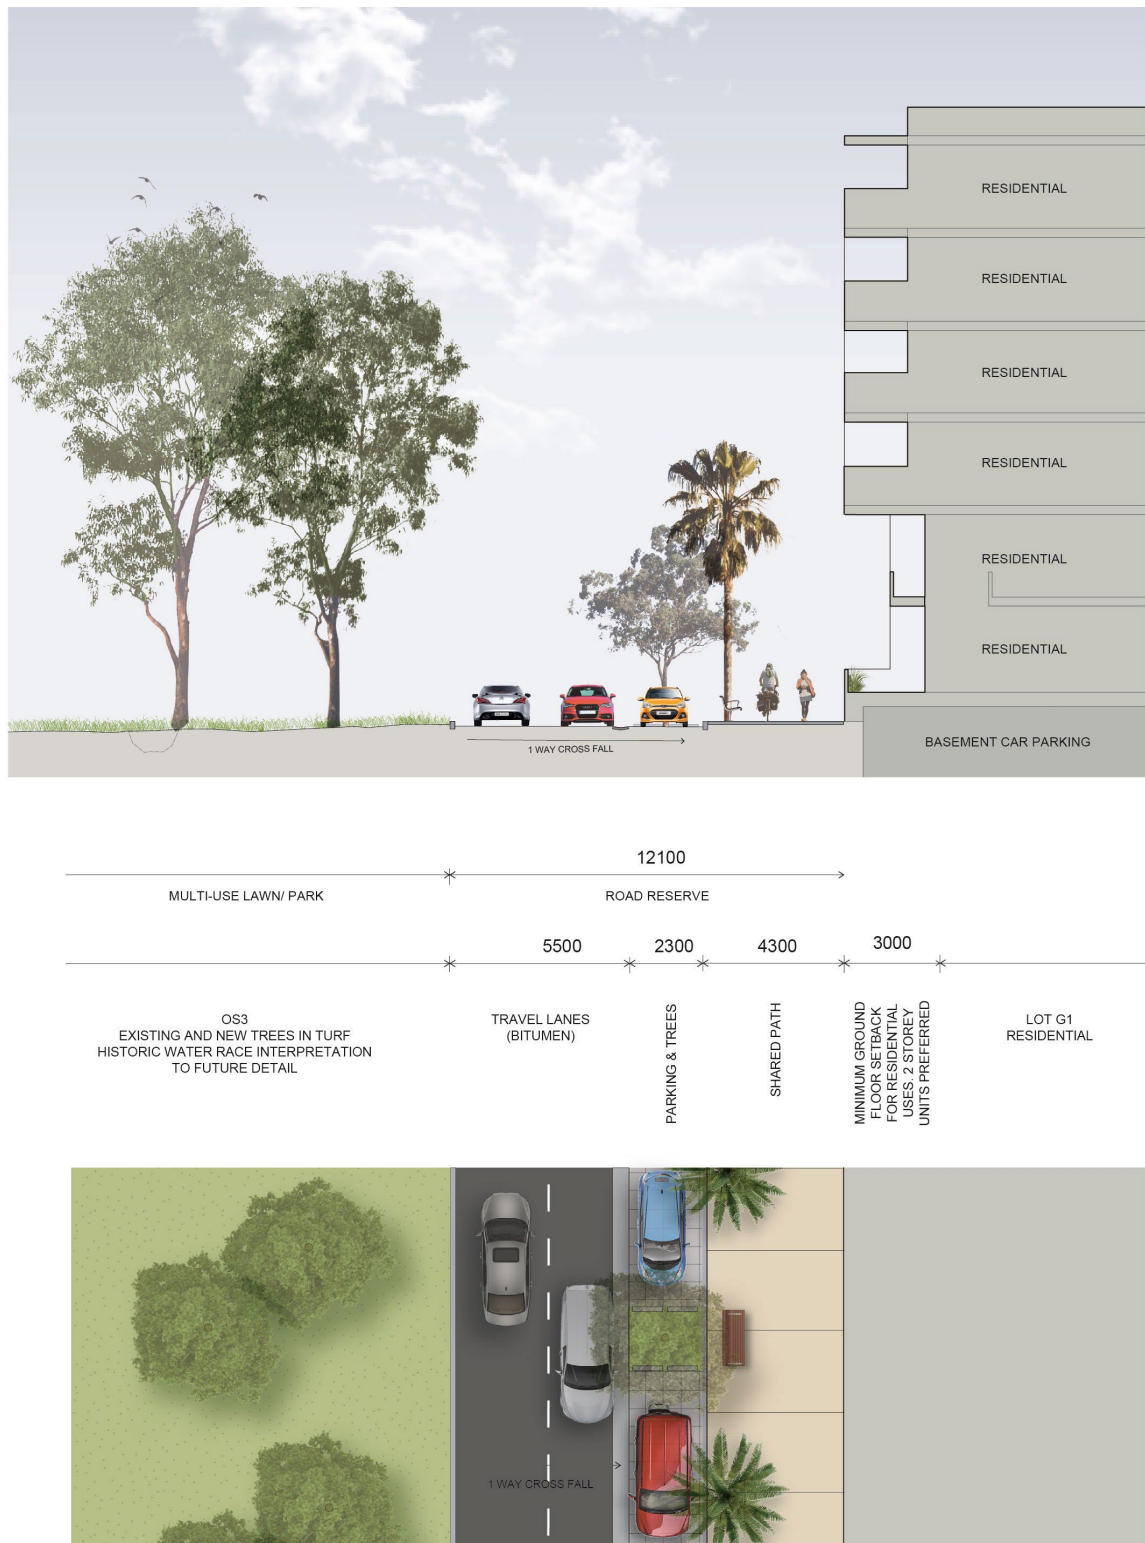 RESIDENTIAL
RESIDENTIAL
RESIDENTIAL
RESIDENTIAL
RESIDENTIAL
RESIDENTIAL
BASEMENT CAR PARKING
1 WAY CROSS FALL
12100
MULTI-USE LAWN/ PARK
ROAD RESERVE
5500
2300
4300
3000
OS3
EXISTING AND NEW TREES IN TURF
HISTORIC WATER RACE INTERPRETATION
TO FUTURE DETAIL
TRAVEL LANES
(BITUMEN)
PARKING & TREES
SHARED PATH
MINIMUM GROUND
FLOOR SETBACK
FOR RESIDENTIAL
USES. 2 STOREY
UNITS PREFERRED
LOT G1
RESIDENTIAL
1 WAY CROSS FALL